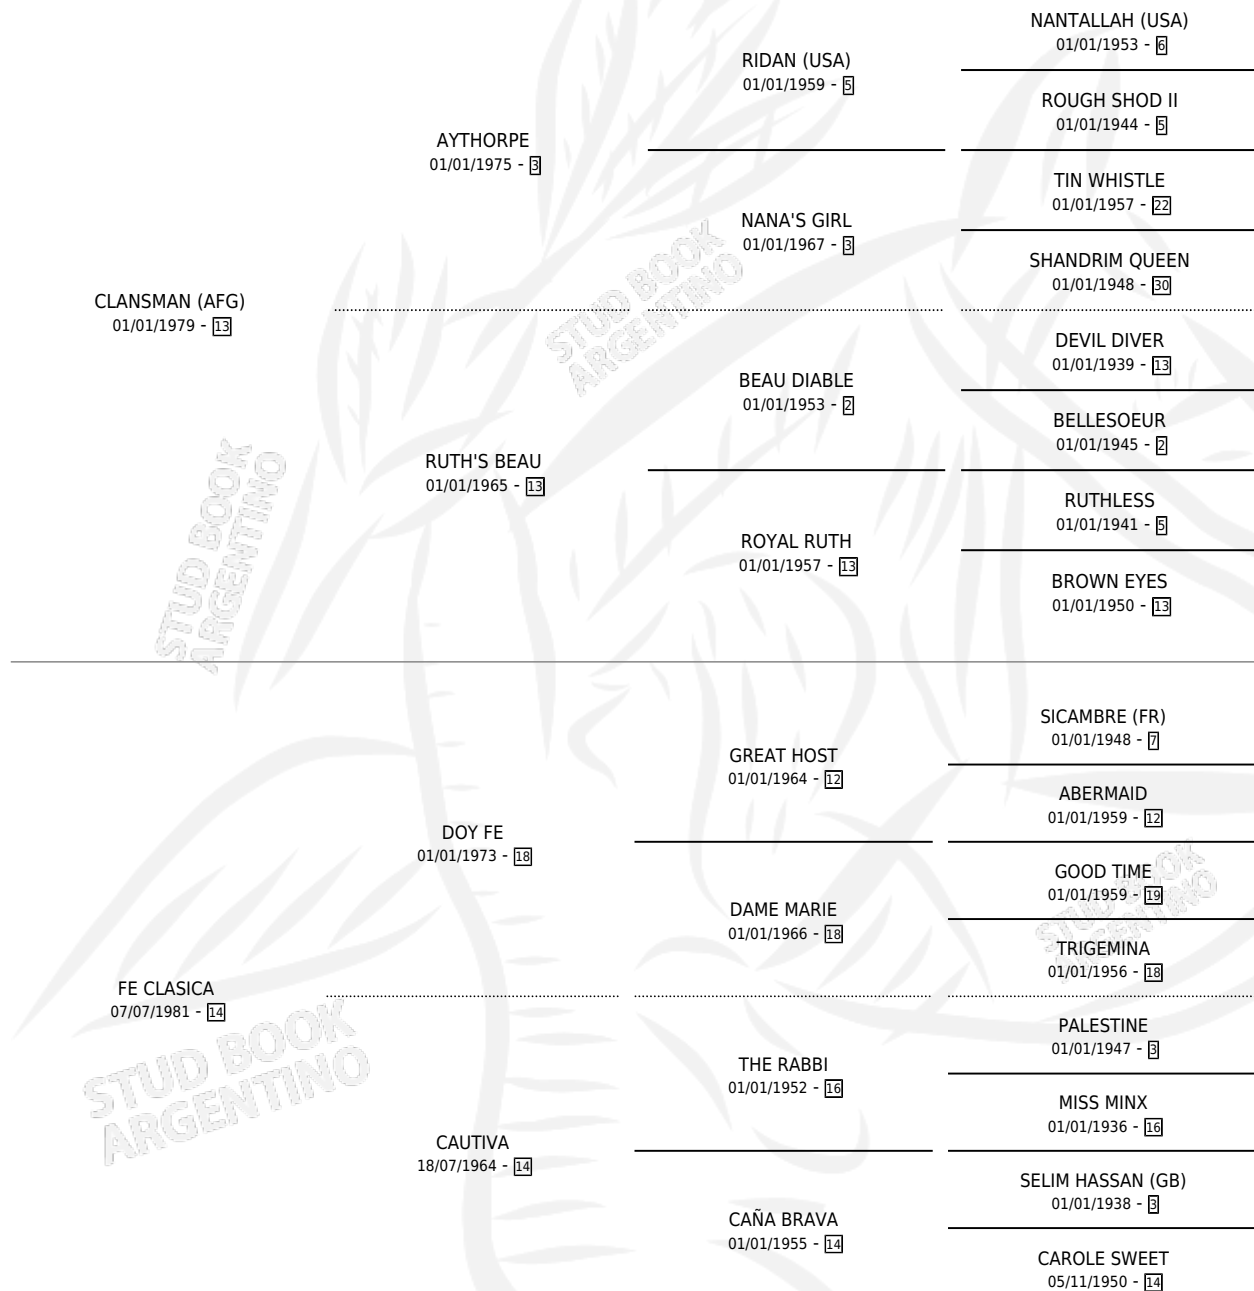 NANTALLAH (USA)
01/01/1953 - 6
RIDAN (USA)
01/01/1959 - 5
ROUGH SHOD II
01/01/1944 - 5
AYTHORPE
01/01/1975 - 3
TIN WHISTLE
01/01/1957 - 22
NANA'S GIRL
01/01/1967 - 3
SHANDRIM QUEEN
01/01/1948 - 30
CLANSMAN (AFG)
01/01/1979 - 13
DEVIL DIVER
01/01/1939 - 13
BEAU DIABLE
01/01/1953 - 2
BELLESOEUR
01/01/1945 - 2
RUTH'S BEAU
01/01/1965 - 13
RUTHLESS
01/01/1941 - 5
ROYAL RUTH
01/01/1957 - 13
BROWN EYES
01/01/1950 - 13
SICAMBRE (FR)
01/01/1948 - 7
GREAT HOST
01/01/1964 - 12
ABERMAID
01/01/1959 - 12
DOY FE
01/01/1973 - 18
GOOD TIME
01/01/1959 - 19
DAME MARIE
01/01/1966 - 18
TRIGEMINA
01/01/1956 - 18
FE CLASICA
07/07/1981 - 14
PALESTINE
01/01/1947 - 3
THE RABBI
01/01/1952 - 16
MISS MINX
01/01/1936 - 16
CAUTIVA
18/07/1964 - 14
SELIM HASSAN (GB)
01/01/1938 - 3
CAÑA BRAVA
01/01/1955 - 14
CAROLE SWEET
05/11/1950 - 14
STUD BOOK
ARGENTINO
STUD BOOK
ARGENTINO
STUD BOOK
ARGENTINO
STUD BOOK
ARGENTINO